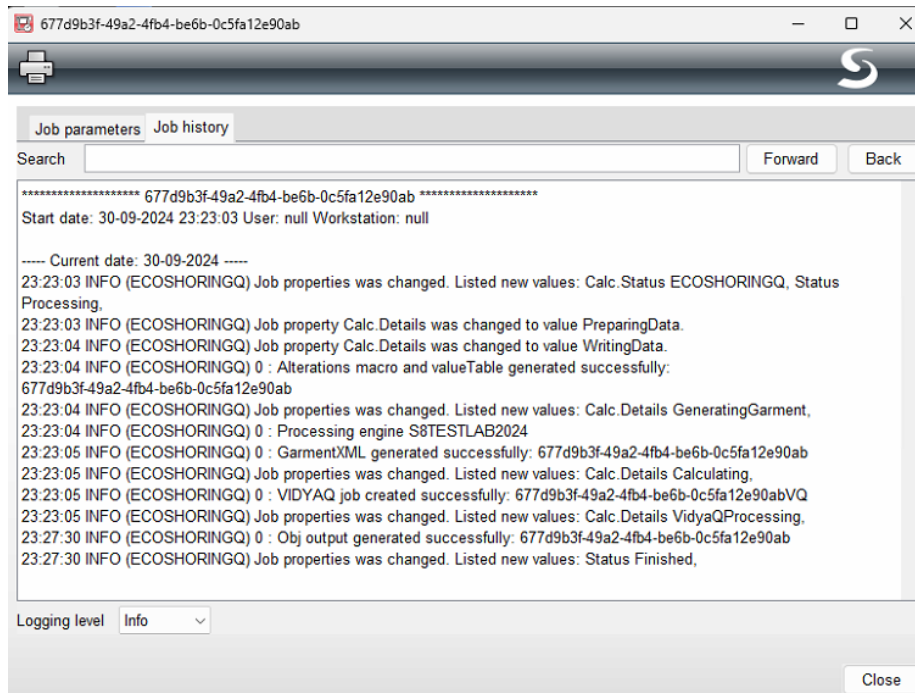 677d9b3f-49a2-4fb4-be6b-0c5fa12e90ab
Job parameters Job history
Search Forward Back
******************** 677d9b3f-49a2-4fb4-be6b-0c5fa12e90ab ********************
Start date: 30-09-2024 23:23:03 User: null Workstation: null
----- Current date: 30-09-2024 -----
23:23:03 INFO (ECOSHORINGQ) Job properties was changed. Listed new values: Calc.Status ECOSHORINGQ, Status
Processing,
23:23:03 INFO (ECOSHORINGQ) Job property Calc.Details was changed to value PreparingData.
23:23:04 INFO (ECOSHORINGQ) Job property Calc.Details was changed to value WritingData.
23:23:04 INFO (ECOSHORINGQ) 0 : Alterations macro and valueTable generated successfully:
677d9b3f-49a2-4fb4-be6b-0c5fa12e90ab
23:23:04 INFO (ECOSHORINGQ) Job properties was changed. Listed new values: Calc.Details GeneratingGarment,
23:23:04 INFO (ECOSHORINGQ) 0 : Processing engine S8TESTLAB2024
23:23:05 INFO (ECOSHORINGQ) 0 : GarmentXML generated successfully: 677d9b3f-49a2-4fb4-be6b-0c5fa12e90ab
23:23:05 INFO (ECOSHORINGQ) Job properties was changed. Listed new values: Calc.Details Calculating,
23:23:05 INFO (ECOSHORINGQ) 0 : VIDYAQ job created successfully: 677d9b3f-49a2-4fb4-be6b-0c5fa12e90abVQ
23:23:05 INFO (ECOSHORINGQ) Job properties was changed. Listed new values: Calc.Details VidyaQProcessing,
23:27:30 INFO (ECOSHORINGQ) 0 : Obj output generated successfully: 677d9b3f-49a2-4fb4-be6b-0c5fa12e90ab
23:27:30 INFO (ECOSHORINGQ) Job properties was changed. Listed new values: Status Finished,
Logging level Info
Close